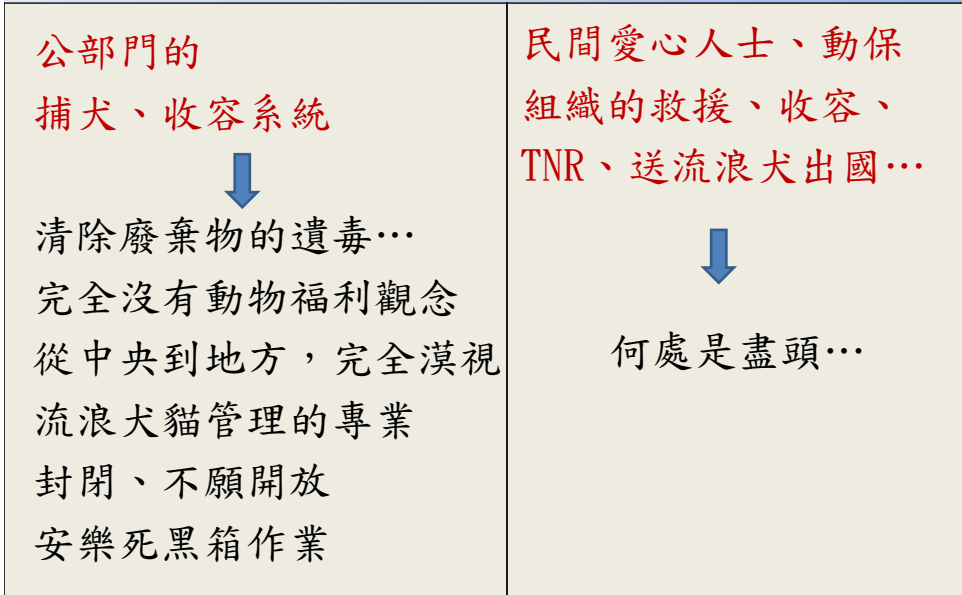 公部門的
捕犬、收容系統
清除廢棄物的遺毒…
完全沒有動物福利觀念
從中央到地方，完全漠視
流浪犬貓管理的專業
封閉、不願開放
安樂死黑箱作業
民間愛心人士、動保
組織的救援、收容、
TNR、送流浪犬出國…
何處是盡頭…